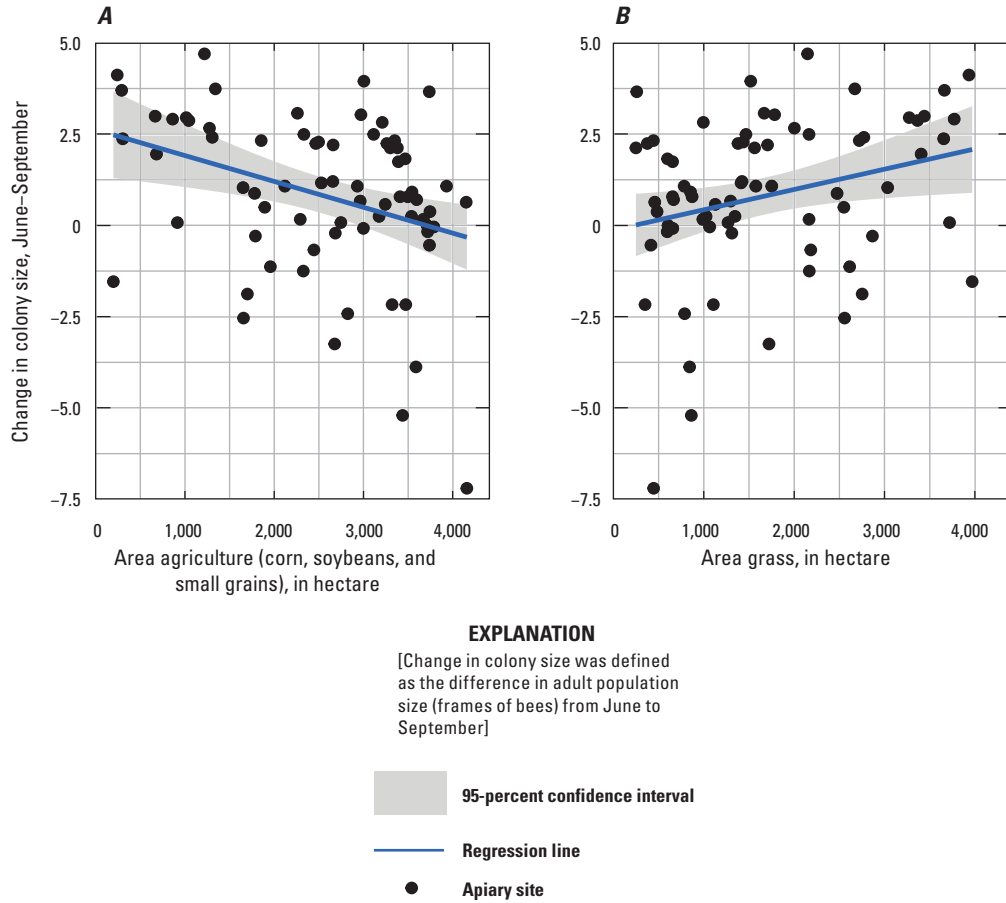 A
B
Change in colony size, June–September
5.0
2.5
0
–2.5
–5.0
–7.5
0
1,000
2,000
3,000
4,000
Area agriculture (corn, soybeans, and
small grains), in hectare
5.0
2.5
0
–2.5
–5.0
–7.5
0
1,000
2,000
3,000
4,000
Area grass, in hectare
EXPLANATION
[Change in colony size was defined
as the difference in adult population
size (frames of bees) from June to
September]
95-percent confidence interval
Regression line
Apiary site